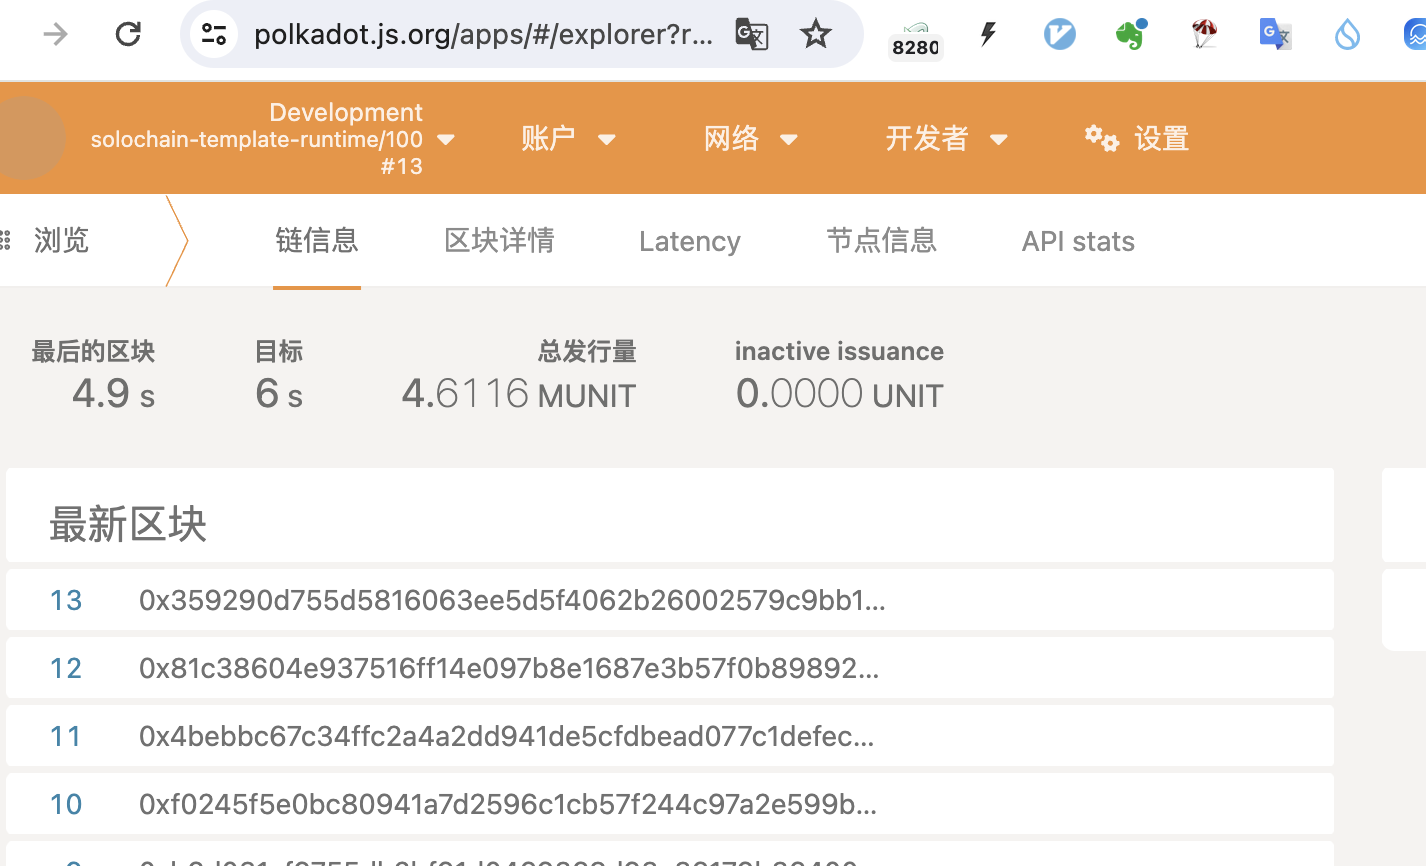 polkadot.js.org/apps/#/explorer?r...
8280
Development
solochain-template-runtime/100
#13
账户
网络
开发者
设置
浏览
链信息
区块详情
Latency
节点信息
API stats
最后的区块
4.9 s
目标
6 s
总发行量
4.6116 MUNIT
inactive issuance
0.0000 UNIT
最新区块
13 0x359290d755d5816063ee5d5f4062b26002579c9bb1...
12 0x81c38604e937516ff14e097b8e1687e3b57f0b89892...
11 0x4bebbc67c34ffc2a4a2dd941de5cfdbead077c1defec...
10 0xf0245f5e0bc80941a7d2596c1cb57f244c97a2e599b...